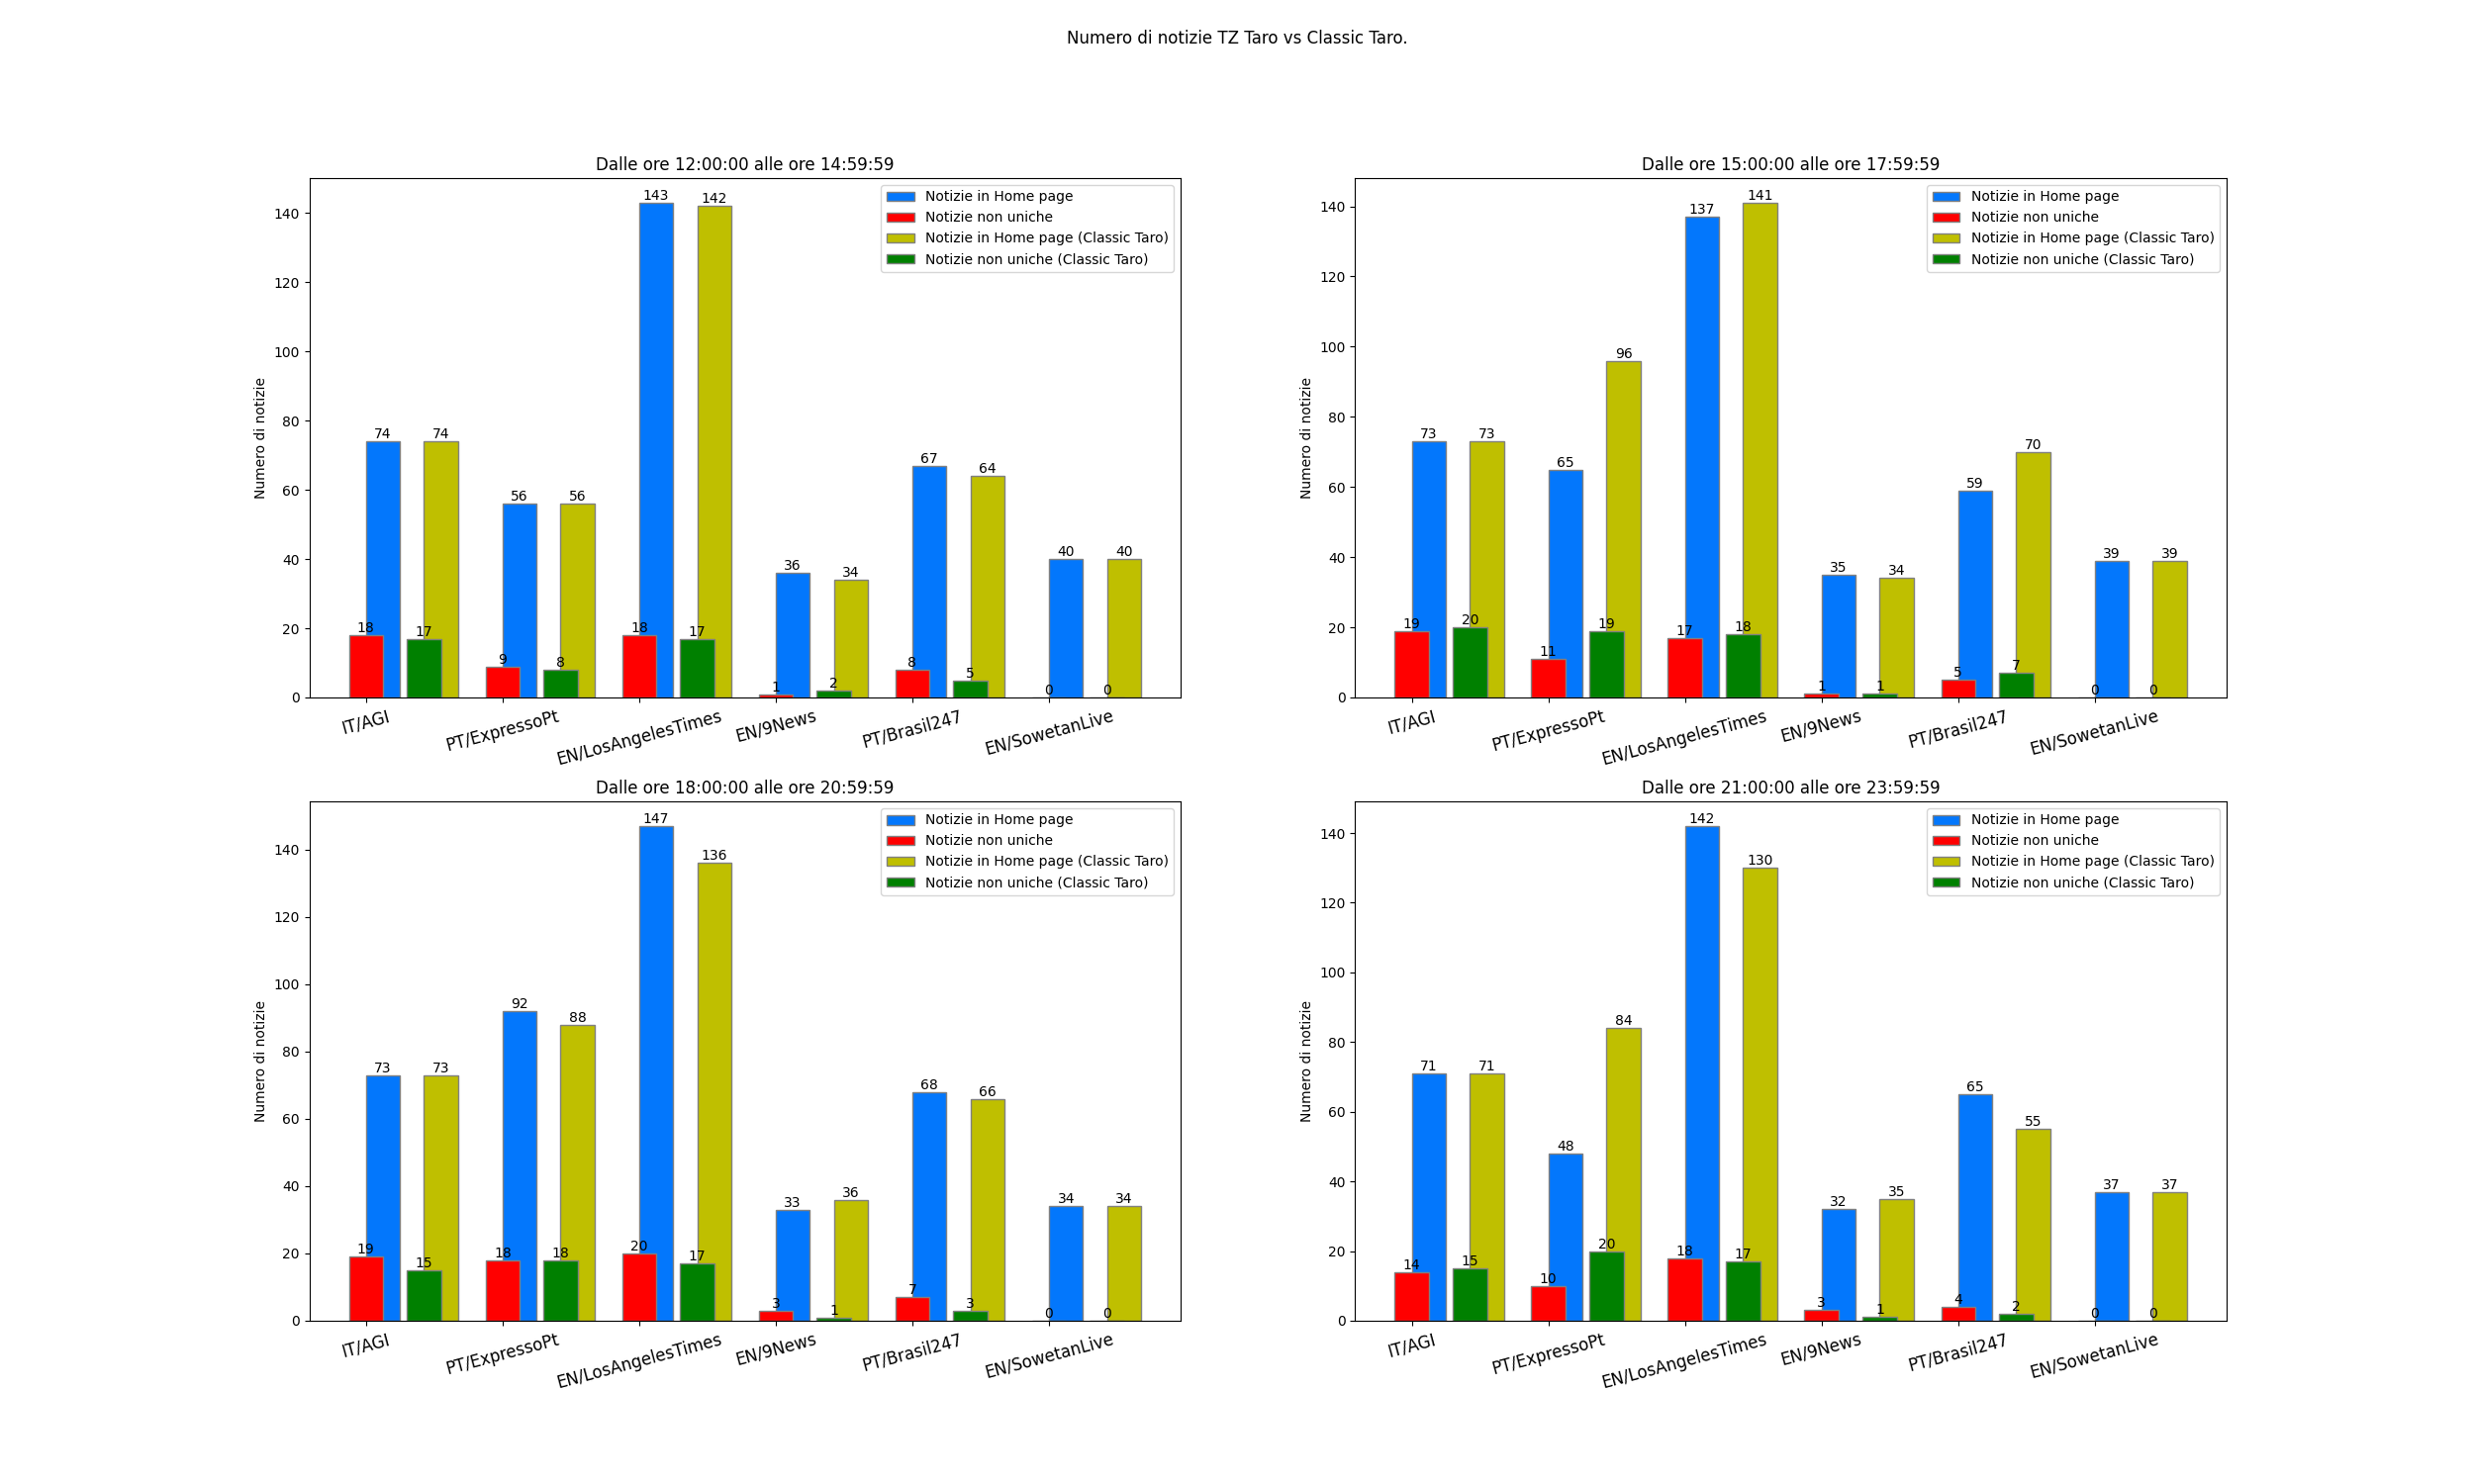 Numero di notizie TZ Taro vs Classic Taro.
Dalle ore 12:00:00 alle ore 14:59:59
Numero di notizie
140
120
100
80
60
40
20
0
Notizie in Home page
Notizie non uniche
Notizie in Home page (Classic Taro)
Notizie non uniche (Classic Taro)
18 74 17 74
9 56 8 56
18 143 17 142
1 36 2 34
8 67 5 64
0 40 0 40
IT/AGI
PT/ExpressoPt
EN/LosAngelesTimes
EN/9News
PT/Brasil247
EN/SowetanLive
Dalle ore 15:00:00 alle ore 17:59:59
Numero di notizie
140
120
100
80
60
40
20
0
Notizie in Home page
Notizie non uniche
Notizie in Home page (Classic Taro)
Notizie non uniche (Classic Taro)
19 73 20 73
11 65 19 96
17 137 18 141
1 35 1 34
5 59 7 70
0 39 0 39
IT/AGI
PT/ExpressoPt
EN/LosAngelesTimes
EN/9News
PT/Brasil247
EN/SowetanLive
Dalle ore 18:00:00 alle ore 20:59:59
Numero di notizie
140
120
100
80
60
40
20
0
Notizie in Home page
Notizie non uniche
Notizie in Home page (Classic Taro)
Notizie non uniche (Classic Taro)
19 73 15 73
18 92 18 88
20 147 17 136
3 33 1 36
7 68 3 66
0 34 0 34
IT/AGI
PT/ExpressoPt
EN/LosAngelesTimes
EN/9News
PT/Brasil247
EN/SowetanLive
Dalle ore 21:00:00 alle ore 23:59:59
Numero di notizie
140
120
100
80
60
40
20
0
Notizie in Home page
Notizie non uniche
Notizie in Home page (Classic Taro)
Notizie non uniche (Classic Taro)
14 71 15 71
10 48 20 84
18 142 17 130
3 32 1 35
4 65 2 55
0 37 0 37
IT/AGI
PT/ExpressoPt
EN/LosAngelesTimes
EN/9News
PT/Brasil247
EN/SowetanLive